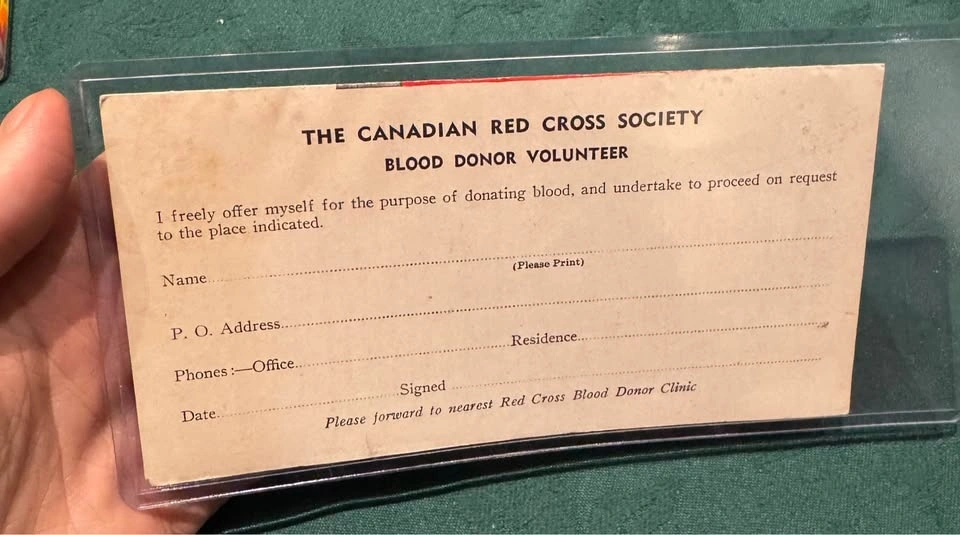 THE CANADIAN RED CROSS SOCIETY
BLOOD DONOR VOLUNTEER
I freely offer myself for the purpose of donating blood, and undertake to proceed on request
to the place indicated.
Name
(Please Print)
P. O. Address
Phones:—Office Residence
Date Signed
Please forward to nearest Red Cross Blood Donor Clinic